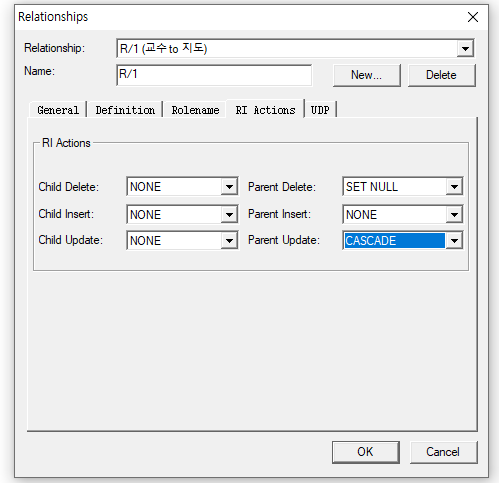 Relationships
Relationship: R/1 (교수 to 지도)
Name: R/1 New... Delete
General Definition Rolename RI Actions UDP
RI Actions
Child Delete: NONE Parent Delete: SET NULL
Child Insert: NONE Parent Insert: NONE
Child Update: NONE Parent Update: CASCADE
OK Cancel